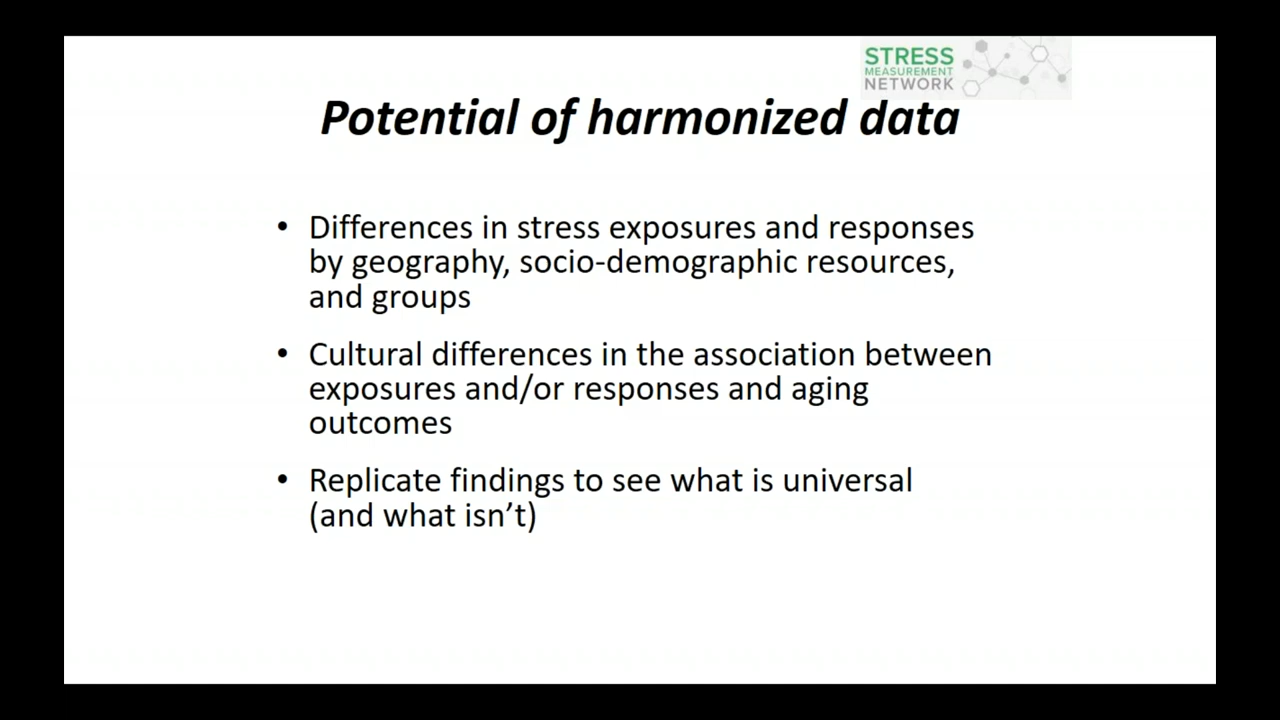 STRESS
MEASUREMENT
NETWORK
Potential of harmonized data
• Differences in stress exposures and responses
by geography, socio-demographic resources,
and groups
• Cultural differences in the association between
exposures and/or responses and aging
outcomes
• Replicate findings to see what is universal
(and what isn’t)